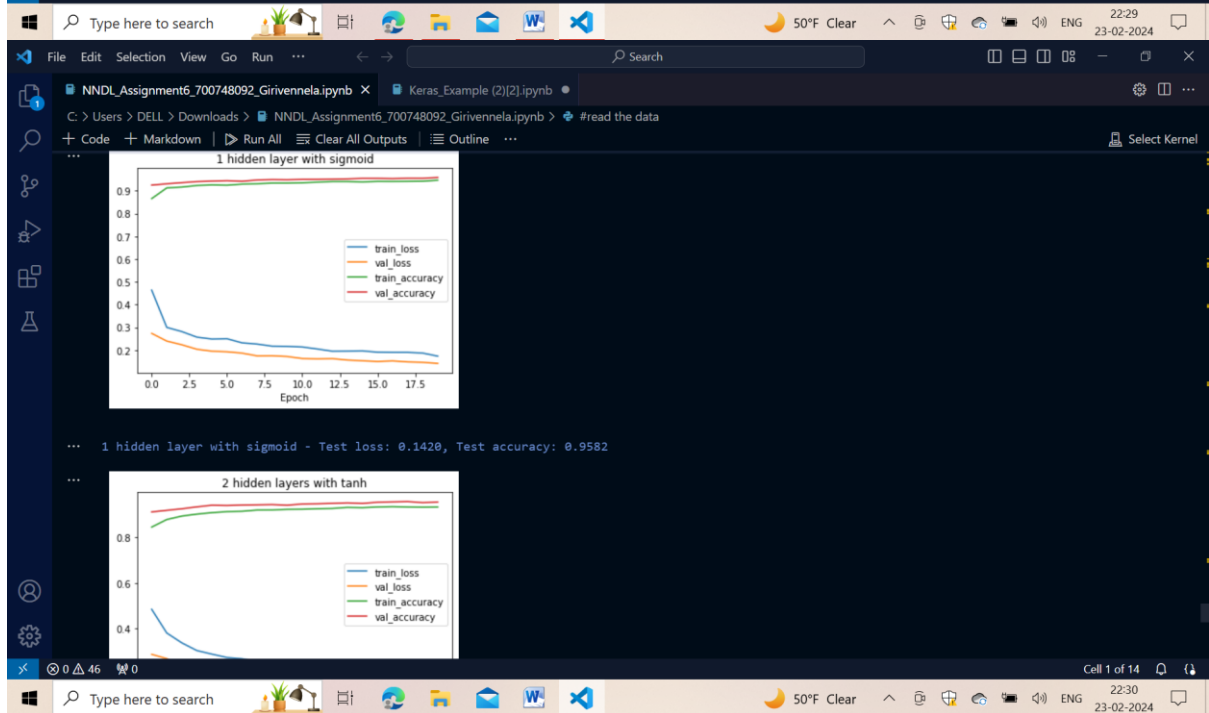 Type here to search
50°F Clear
ENG
22:29
23-02-2024
File Edit Selection View Go Run ...
Search
NNDL_Assignment6_700748092_Girivennela.ipynb
Keras_Example (2)[2].ipynb
C: > Users > DELL > Downloads > NNDL_Assignment6_700748092_Girivennela.ipynb > #read the data
+ Code + Markdown | Run All Clear All Outputs | Outline ...
Select Kernel
1
...
1 hidden layer with sigmoid
0.9
0.8
0.7
0.6
0.5
0.4
0.3
0.2
train_loss
val_loss
train_accuracy
val_accuracy
0.0 2.5 5.0 7.5 10.0 12.5 15.0 17.5
Epoch
... 1 hidden layer with sigmoid - Test loss: 0.1420, Test accuracy: 0.9582
...
2 hidden layers with tanh
0.8
0.6
0.4
train_loss
val_loss
train_accuracy
val_accuracy
0 46 0
Cell 1 of 14
Type here to search
50°F Clear
ENG
22:30
23-02-2024